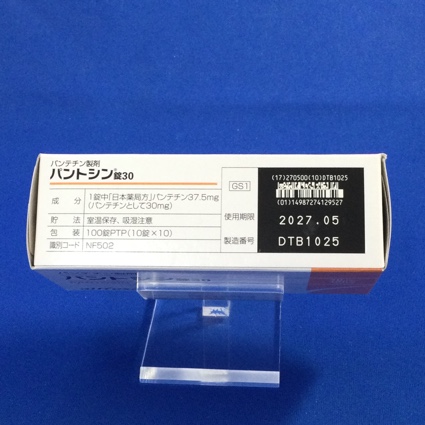 パンテチン製剤
パントシン錠30
成分 1錠中「日本薬局方」パンテチン37.5mg
(パンテチンとして30mg)
貯法 室温保存、吸湿注意
包装 100錠PTP(10錠×10)
識別コード NF502
GS1
使用期限
製造番号
(17)270500(10)DTB1025
(01)14987274129527
2027.05
DTB1025